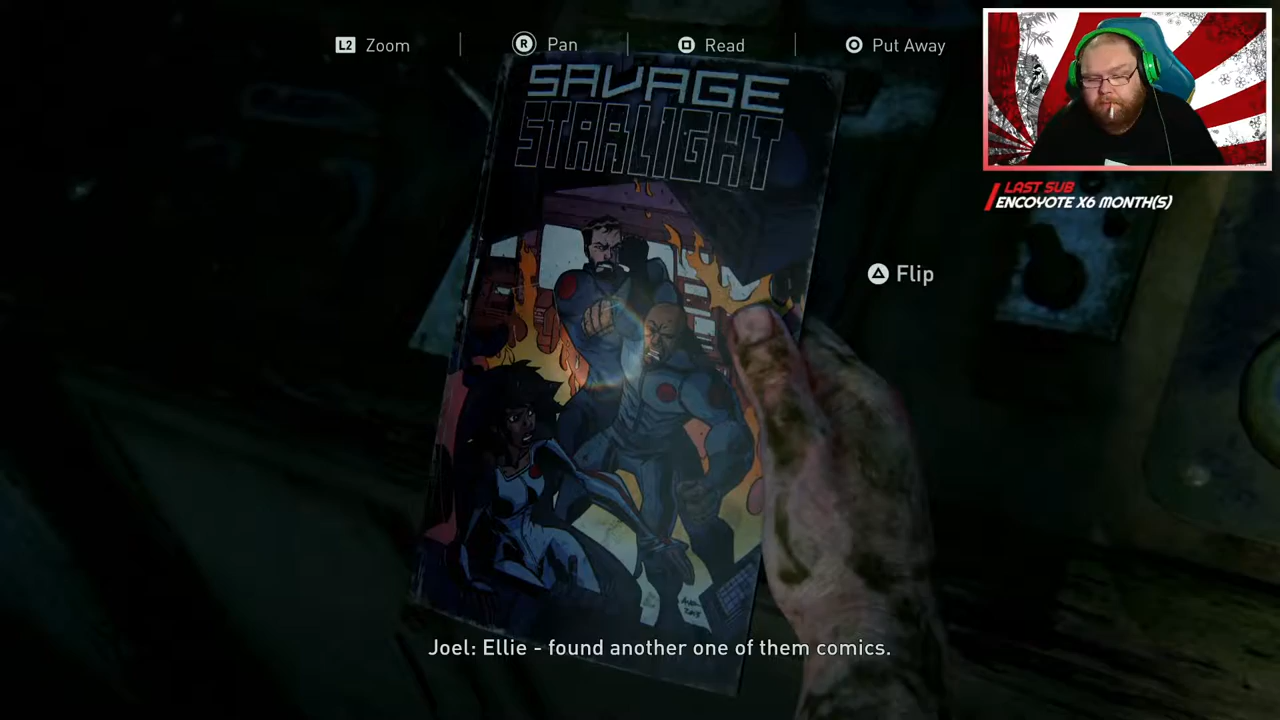 L2 Zoom
R Pan
Read
Put Away
SAVAGE
STARLIGHT
Flip
LAST SUB
ENCOYOTE X6 MONTH(S)
Joel: Ellie - found another one of them comics.